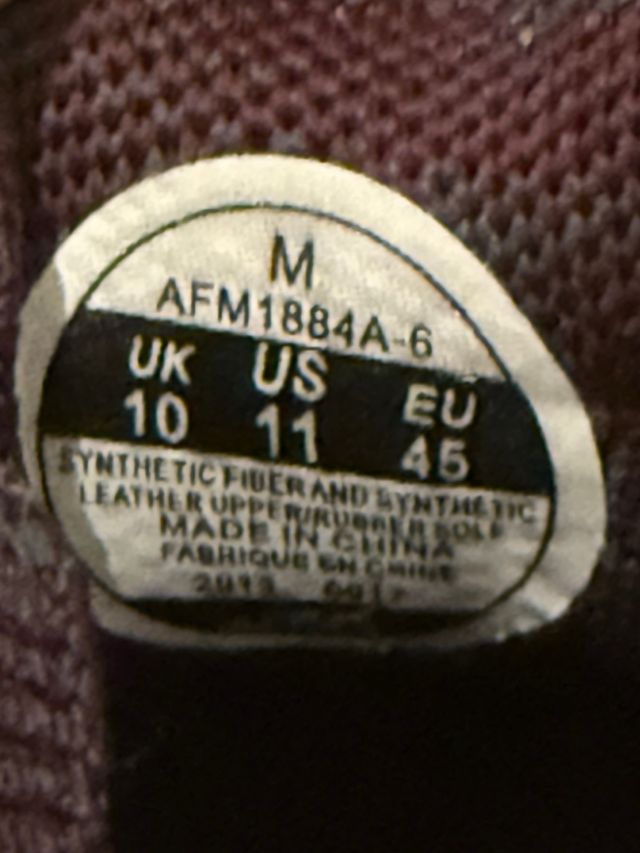 M
AFM1884A-6
UK US EU
10 11 45
SYNTHETIC FIBER AND SYNTHETIC
LEATHER UPPER/RUBBER SOLE
MADE IN CHINA
FABRIQUE EN CHINE